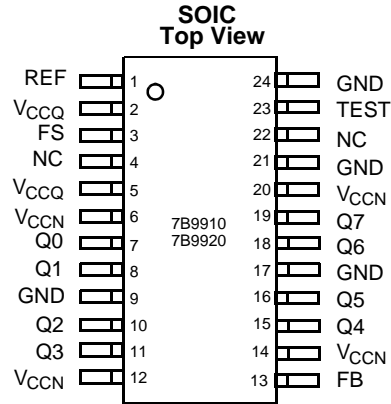 SOIC
Top View
REF 1 24 GND
VCCQ 2 23 TEST
FS 3 22 NC
NC 4 21 GND
VCCQ 5 20 VCCN
VCCN 6 19 Q7
7B9910
Q0 7 18 Q6
7B9920
Q1 8 17 GND
GND 9 16 Q5
Q2 10 15 Q4
Q3 11 14 VCCN
VCCN 12 13 FB